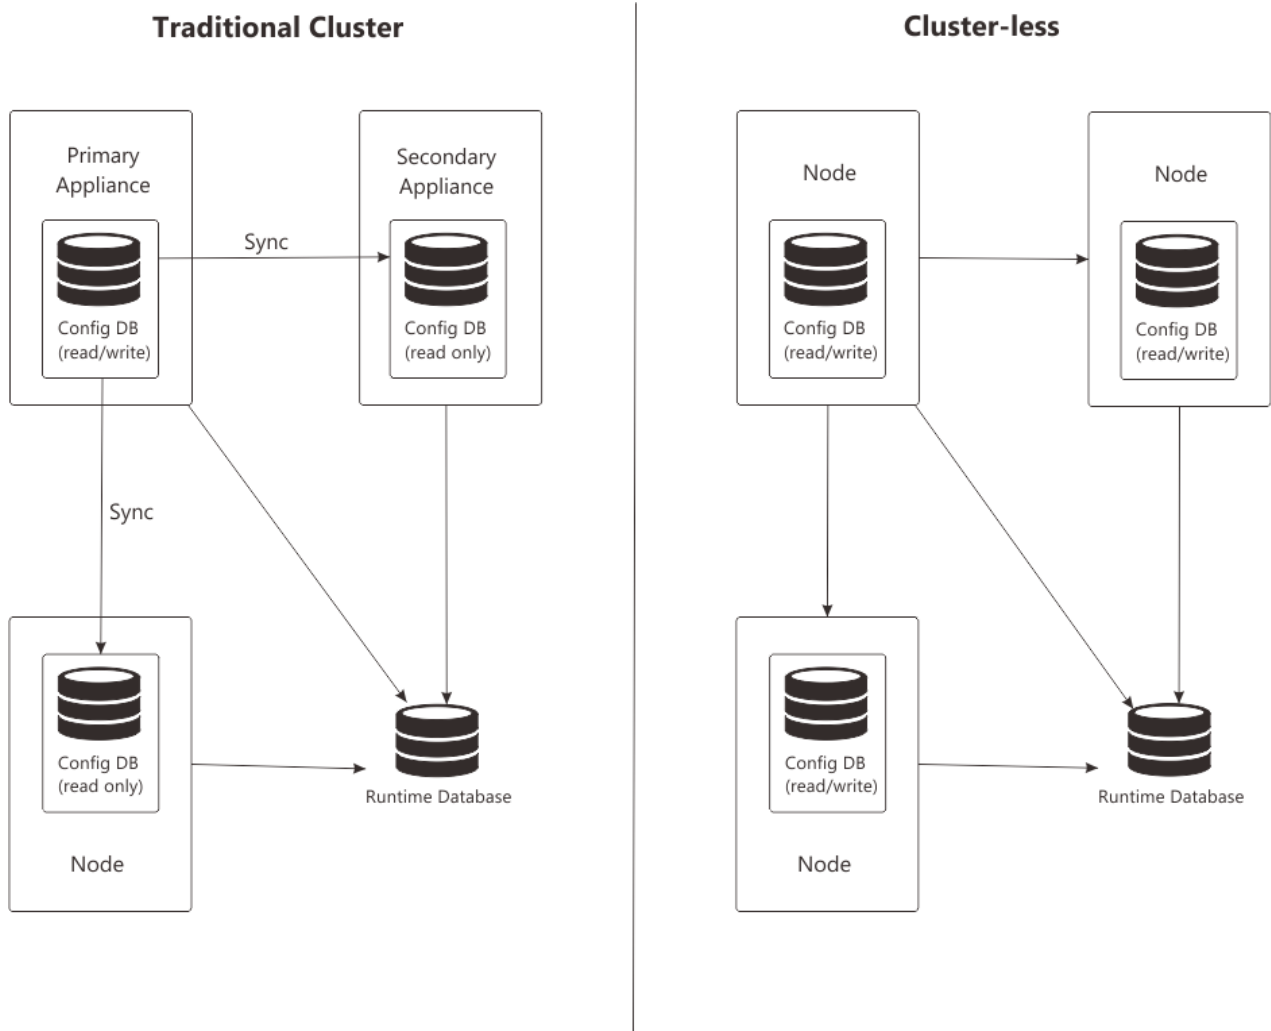 Traditional Cluster
Primary
Appliance
Config DB
(read/write)
Sync
Secondary
Appliance
Config DB
(read only)
Sync
Config DB
(read only)
Node
Runtime Database
Cluster-less
Node
Config DB
(read/write)
Node
Config DB
(read/write)
Config DB
(read/write)
Node
Runtime Database